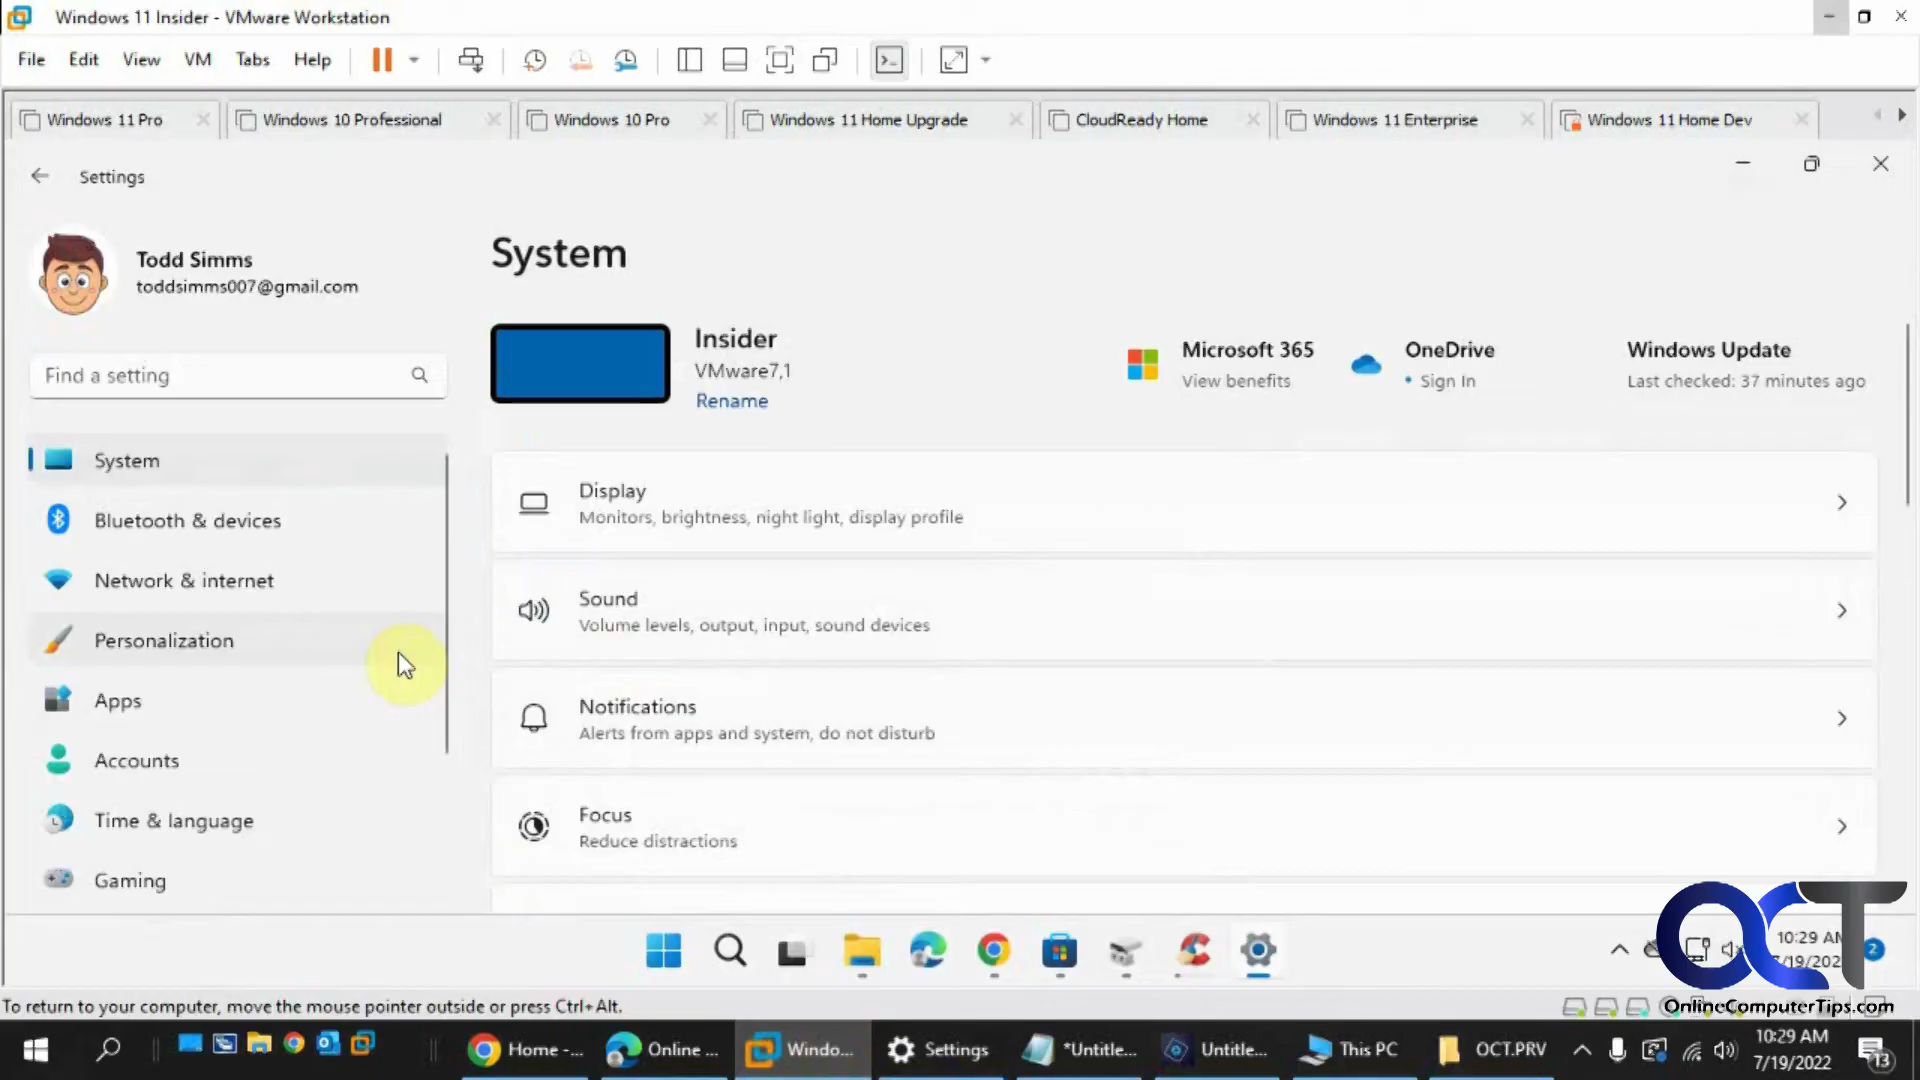 Windows 11 Insider - VMware Workstation
File Edit View VM Tabs Help
Windows 11 Pro Windows 10 Professional Windows 10 Pro Windows 11 Home Upgrade CloudReady Home Windows 11 Enterprise Windows 11 Home Dev
Settings
Todd Simms
toddsimms007@gmail.com
Find a setting
System
Bluetooth & devices
Network & internet
Personalization
Apps
Accounts
Time & language
Gaming
System
Insider
VMware7,1
Rename
Microsoft 365
View benefits
OneDrive
• Sign In
Windows Update
Last checked: 37 minutes ago
Display
Monitors, brightness, night light, display profile
Sound
Volume levels, output, input, sound devices
Notifications
Alerts from apps and system, do not disturb
Focus
Reduce distractions
OCT
10:29 AM
2
OnlineComputerTips.com
To return to your computer, move the mouse pointer outside or press Ctrl+Alt.
Home -... Online ... Windo... Settings *Untitle... Untitle... This PC OCT.PRV
10:29 AM
7/19/2022
13